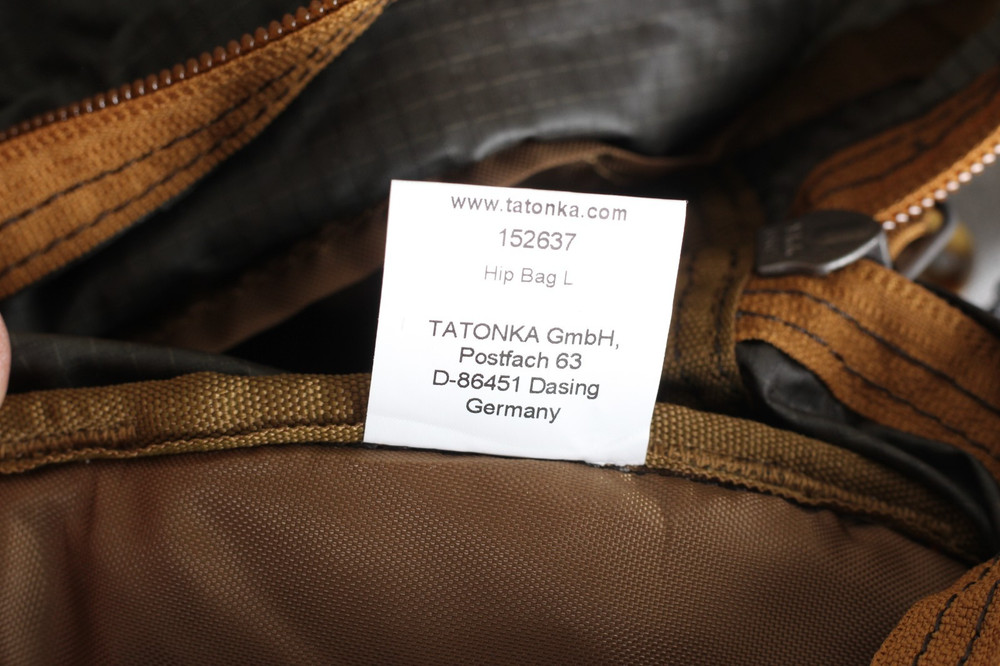 www.tatonka.com
152637
Hip Bag L
TATONKA GmbH,
Postfach 63
D-86451 Dasing
Germany